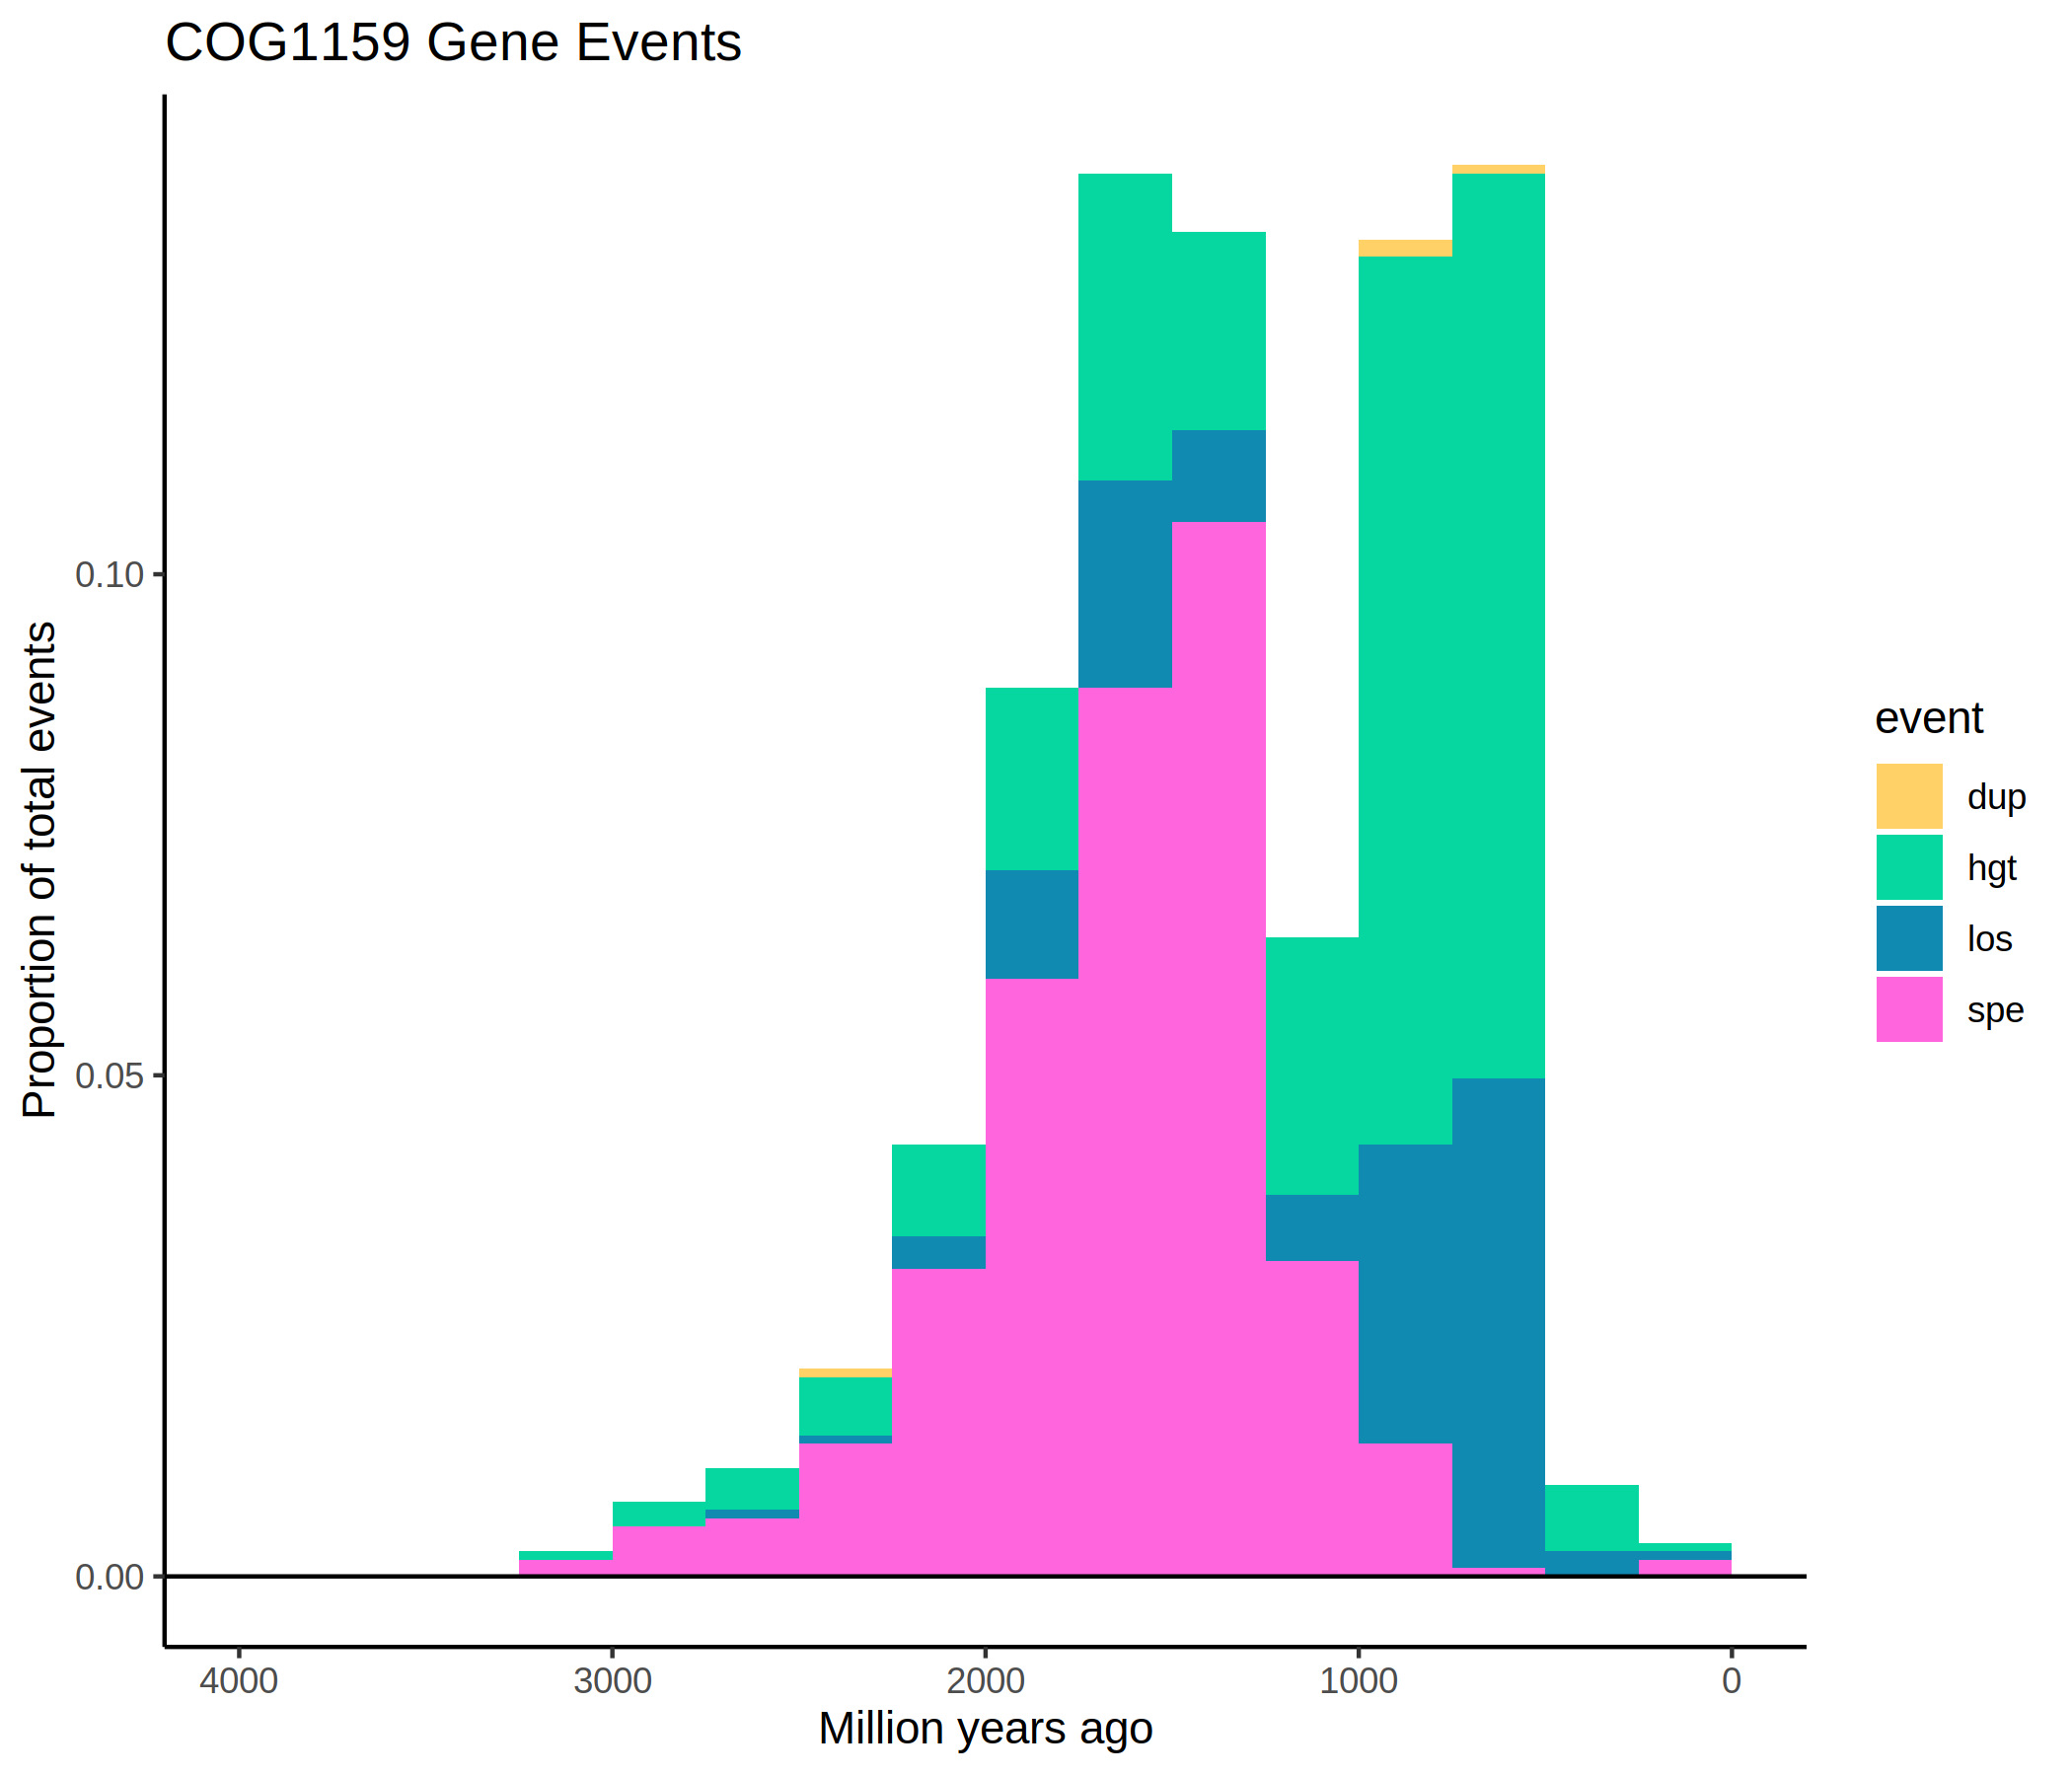 COG1159 Gene Events
Proportion of total events
0.10
0.05
0.00
4000 3000 2000 1000 0
Million years ago
event
dup
hgt
los
spe